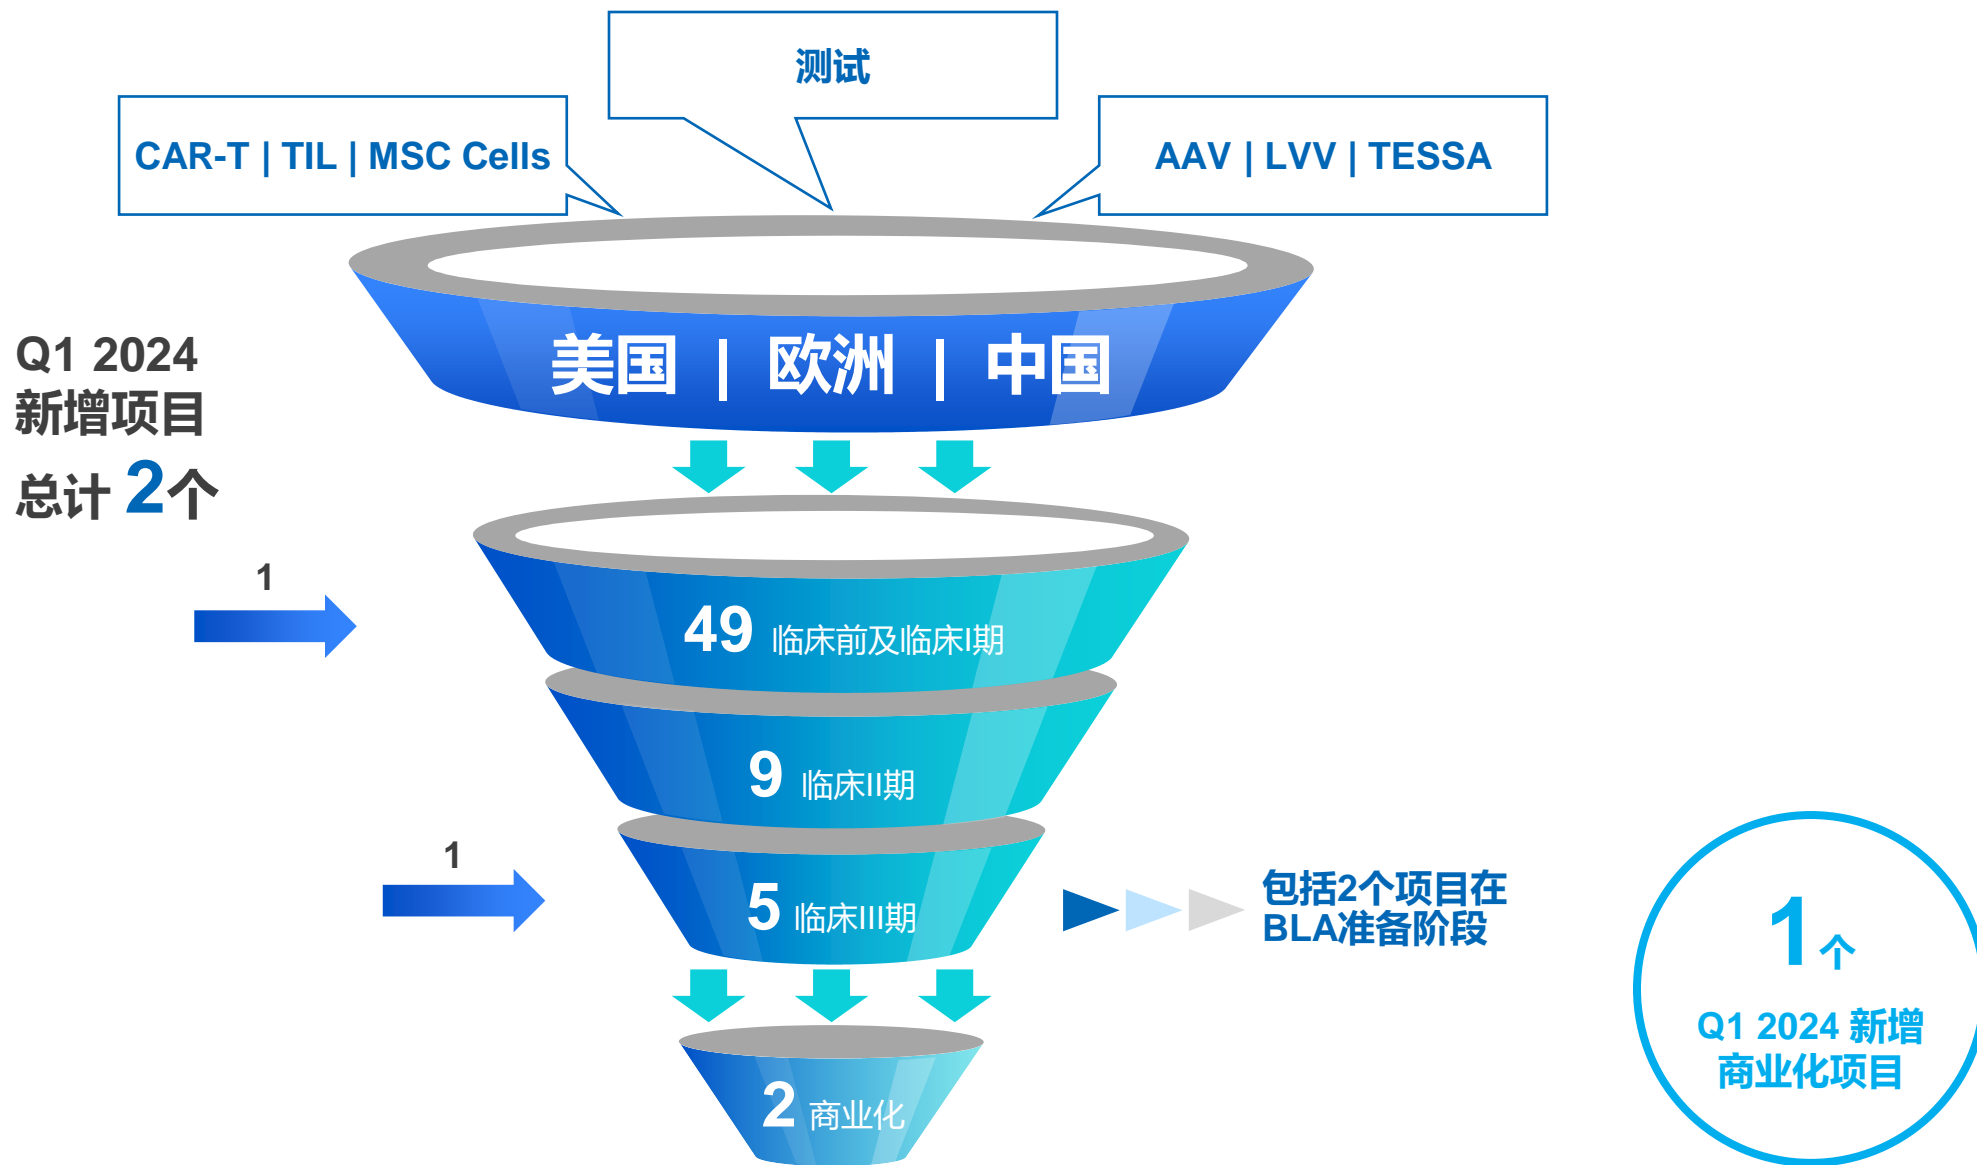 测试
CAR-T | TIL | MSC Cells
AAV | LVV | TESSA
美国 | 欧洲 | 中国
Q1 2024
新增项目
总计 2个
1
49 临床前及临床I期
9 临床II期
1
5 临床III期
包括2个项目在
BLA准备阶段
2 商业化
1个
Q1 2024 新增
商业化项目